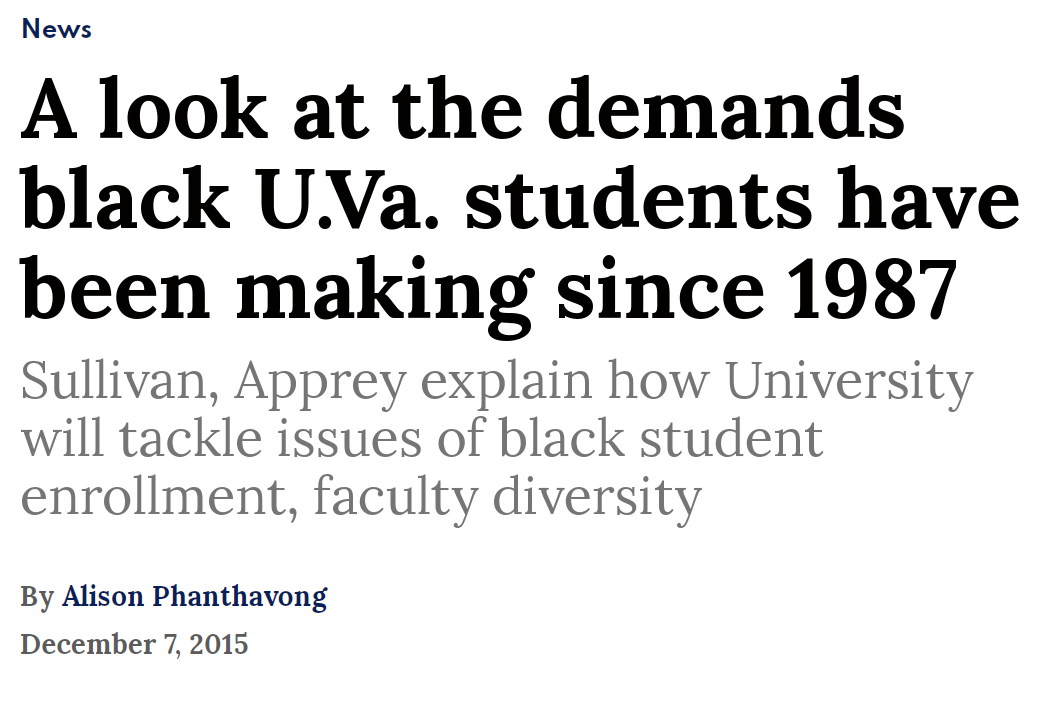 News
A look at the demands
black U.Va. students have
been making since 1987
Sullivan, Apprey explain how University
will tackle issues of black student
enrollment, faculty diversity
By Alison Phanthavong
December 7, 2015